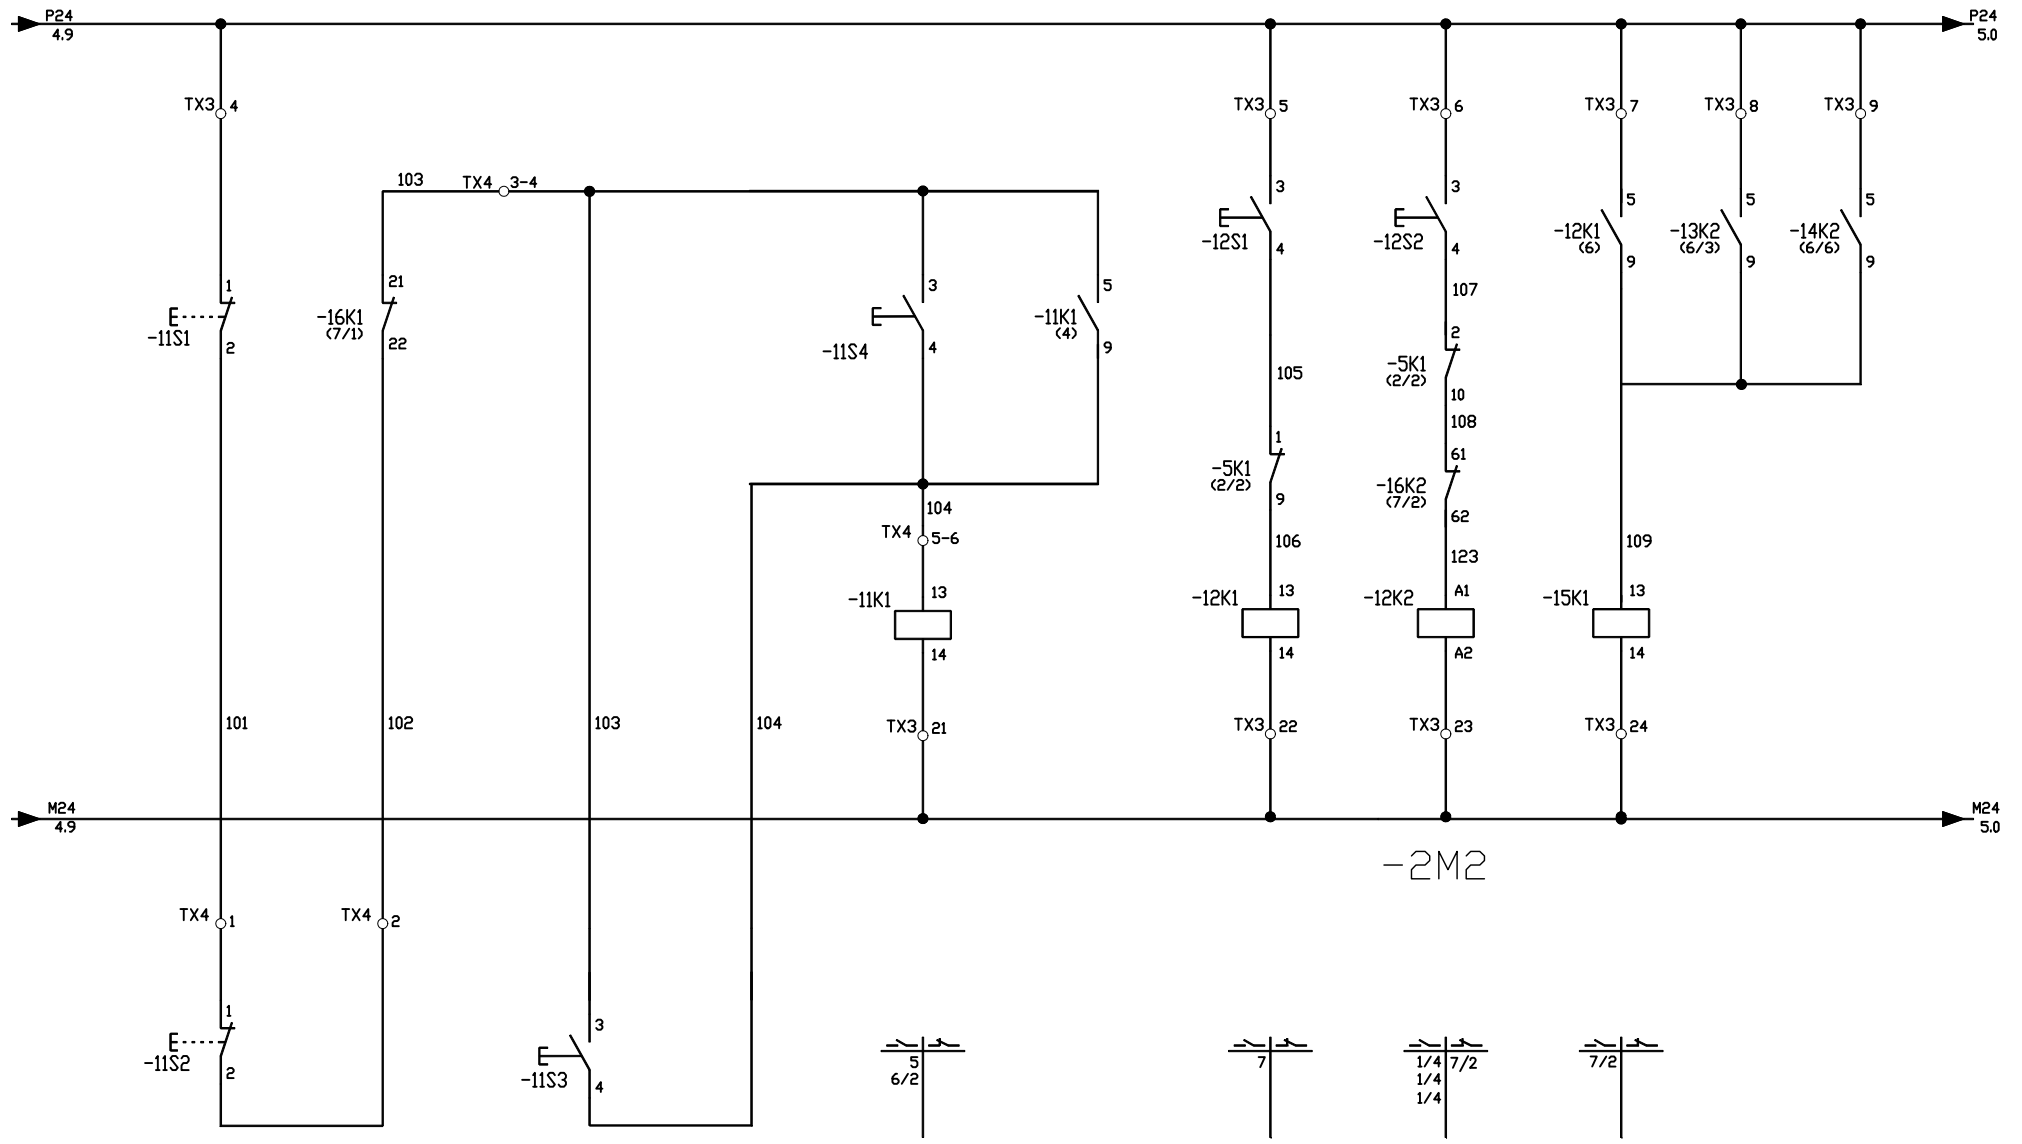 P24
4.9
P24
5.0
TX3 4
TX3 5
TX3 6
TX3 7
TX3 8
TX3 9
103
TX4 3-4
3
-12S1
4
3
-12S2
4
5
-12K1
(6)
9
5
-13K2
(6/3)
9
5
-14K2
(6/6)
9
1
-11S1
2
21
-16K1
(7/1)
22
3
-11S4
4
5
-11K1
(4)
9
107
2
-5K1
(2/2)
10
105
108
1
-5K1
(2/2)
9
61
-16K2
(7/2)
62
104
TX4 5-6
106
123
109
13
-11K1
14
13
-12K1
14
A1
-12K2
A2
13
-15K1
14
101
102
103
104
TX3 21
TX3 22
TX3 23
TX3 24
M24
4.9
M24
5.0
-2M2
TX4 1
TX4 2
1
-11S2
2
3
-11S3
4
5
6/2
7
1/4 7/2
1/4
1/4
7/2